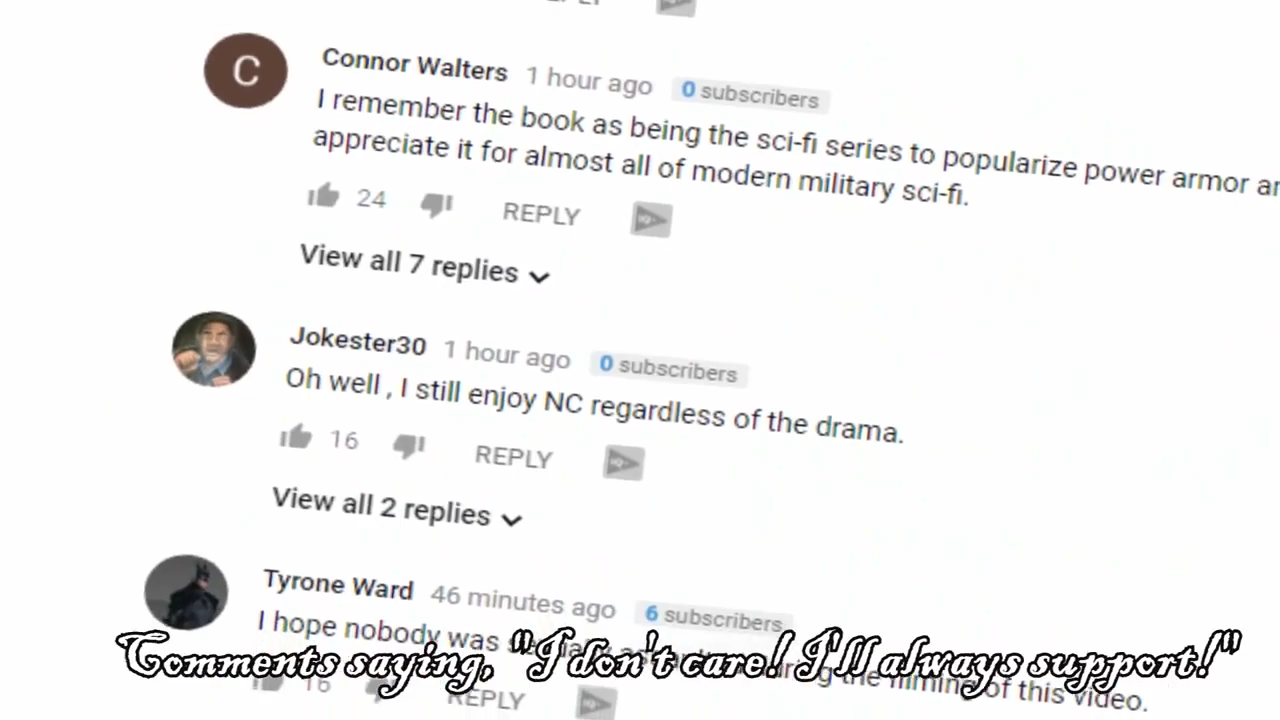 REPLY
C
Connor Walters 1 hour ago 0 subscribers
I remember the book as being the sci-fi series to popularize power armor
appreciate it for almost all of modern military sci-fi.
24 REPLY
View all 7 replies
Jokester30 1 hour ago 0 subscribers
Oh well , I still enjoy NC regardless of the drama.
16 REPLY
View all 2 replies
Tyrone Ward 46 minutes ago 6 subscribers
I hope nobody was the filming of this video.
Comments saying, "I don't care! I'll always support!"
16 REPLY